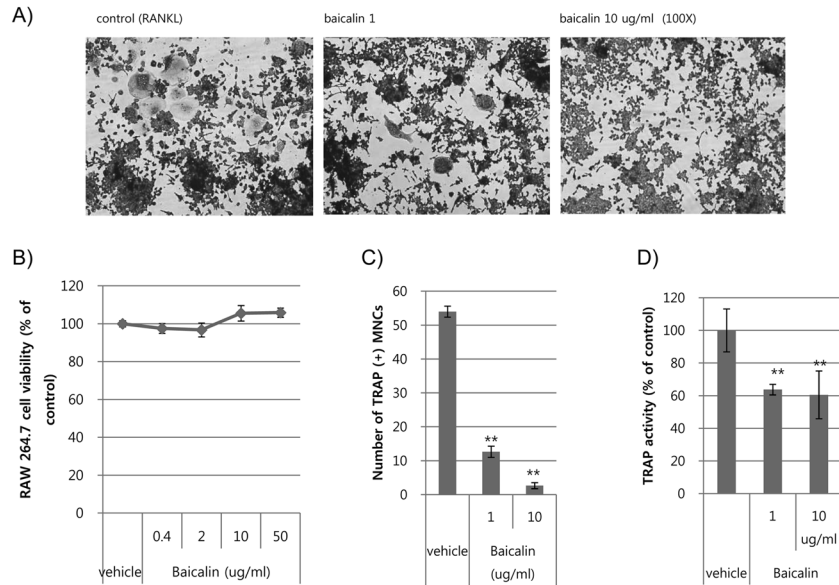 A)
control (RANKL)
baicalin 1
baicalin 10 ug/ml (100X)
B)
RAW 264.7 cell viability (% of
control)
120
100
80
60
40
20
0
0.4
2
10
50
vehicle
Baicalin (ug/ml)
C)
Number of TRAP (+) MNCs
60
50
40
30
20
10
0
**
**
1
10
vehicle
Baicalin
(ug/ml)
D)
TRAP activity (% of control)
120
100
80
60
40
20
0
**
**
1
10
ug/ml
vehicle
Baicalin